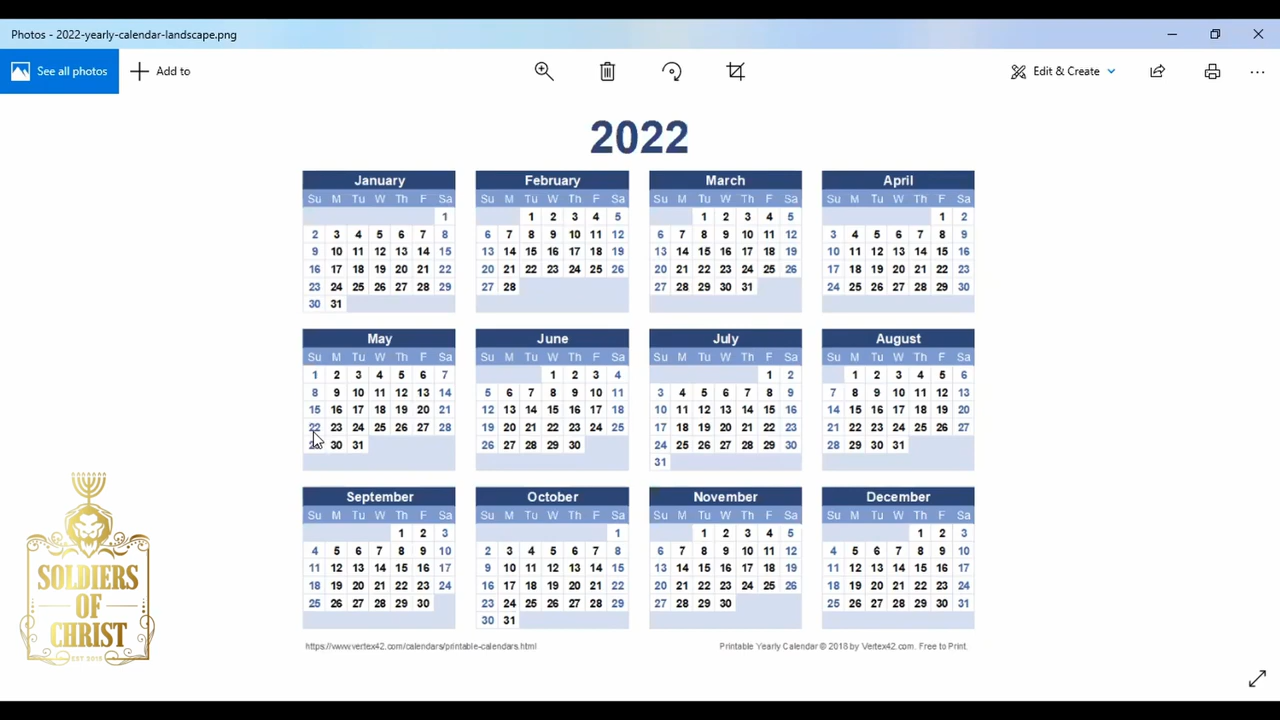 Photos - 2022-yearly-calendar-landscape.png
See all photos
Add to
Edit & Create
2022
January February March April
Su M Tu W Th F Sa Su M Tu W Th F Sa Su M Tu W Th F Sa Su M Tu W Th F Sa
1 1 2 3 4 5 1 2 3 4 5 1 2
2 3 4 5 6 7 8 6 7 8 9 10 11 12 6 7 8 9 10 11 12 3 4 5 6 7 8 9
9 10 11 12 13 14 15 13 14 15 16 17 18 19 13 14 15 16 17 18 19 10 11 12 13 14 15 16
16 17 18 19 20 21 22 20 21 22 23 24 25 26 20 21 22 23 24 25 26 17 18 19 20 21 22 23
23 24 25 26 27 28 29 27 28 27 28 29 30 31 24 25 26 27 28 29 30
30 31
May June July August
Su M Tu W Th F Sa Su M Tu W Th F Sa Su M Tu W Th F Sa Su M Tu W Th F Sa
1 2 3 4 5 6 7 1 2 3 4 1 2 1 2 3 4 5 6
8 9 10 11 12 13 14 5 6 7 8 9 10 11 3 4 5 6 7 8 9 7 8 9 10 11 12 13
15 16 17 18 19 20 21 12 13 14 15 16 17 18 10 11 12 13 14 15 16 14 15 16 17 18 19 20
22 23 24 25 26 27 28 19 20 21 22 23 24 25 17 18 19 20 21 22 23 21 22 23 24 25 26 27
30 31 26 27 28 29 30 24 25 26 27 28 29 30 28 29 30 31
31
September October November December
Su M Tu W Th F Sa Su M Tu W Th F Sa Su M Tu W Th F Sa Su M Tu W Th F Sa
1 2 3 1 1 2 3 4 5 1 2 3
4 5 6 7 8 9 10 2 3 4 5 6 7 8 6 7 8 9 10 11 12 4 5 6 7 8 9 10
11 12 13 14 15 16 17 9 10 11 12 13 14 15 13 14 15 16 17 18 19 11 12 13 14 15 16 17
18 19 20 21 22 23 24 16 17 18 19 20 21 22 20 21 22 23 24 25 26 18 19 20 21 22 23 24
25 26 27 28 29 30 23 24 25 26 27 28 29 27 28 29 30 25 26 27 28 29 30 31
30 31
https://www.vertex42.com/calendars/printable-calendars.html
Printable Yearly Calendar © 2018 by Vertex42.com. Free to Print.
SOLDIERS
OF
CHRIST
EST. 2015